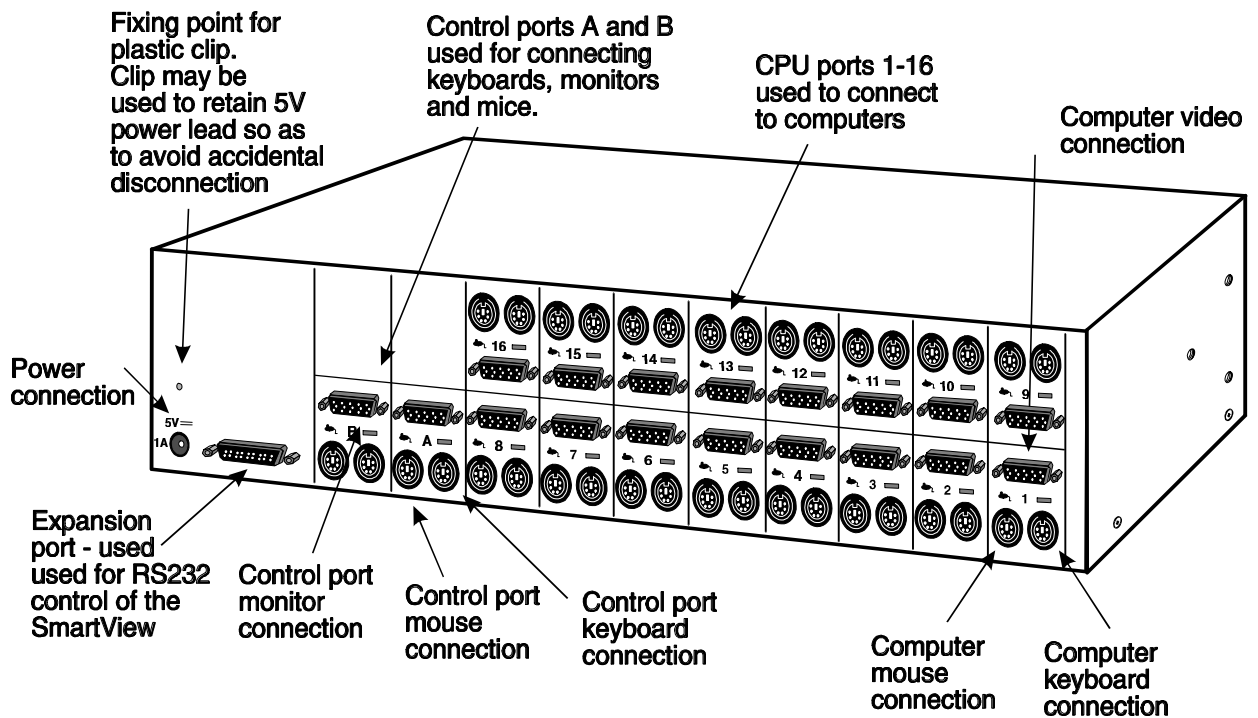 Fixing point for
plastic clip.
Clip may be
used to retain 5V
power lead so as
to avoid accidental
disconnection
Control ports A and B
used for connecting
keyboards, monitors
and mice.
CPU ports 1-16
used to connect
to computers
Computer video
connection
Power
connection
5V
1A
16
15
14
13
12
11
10
9
B
A
8
7
6
5
4
3
2
1
Expansion
port - used
used for RS232
control of the
SmartView
Control port
monitor
connection
Control port
mouse
connection
Control port
keyboard
connection
Computer
mouse
connection
Computer
keyboard
connection